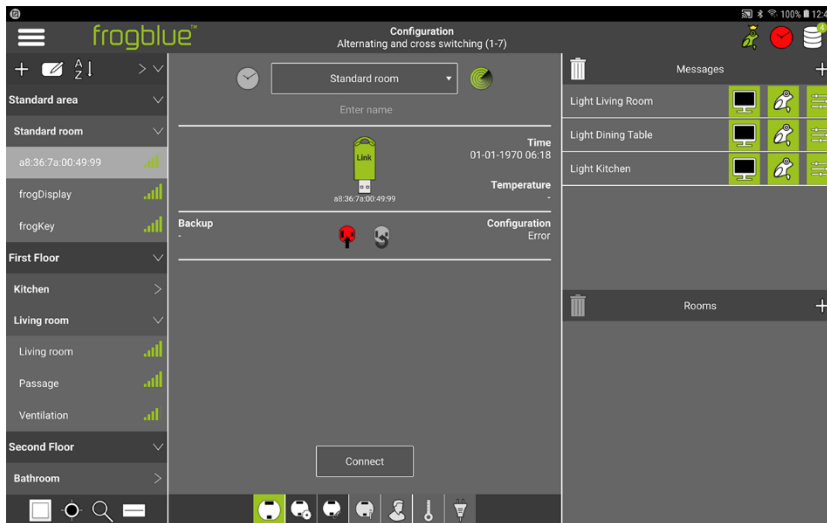 100% 12:4
frogblue™
Configuration
Alternating and cross switching (1-7)
4
A
Z
Standard area
Standard room
a8:36:7a:00:49:99
frogDisplay
frogKey
First Floor
Kitchen
Living room
Living room
Passage
Ventilation
Second Floor
Bathroom
Standard room
Enter name
Link
a8:36:7a:00:49:99
Time
01-01-1970 06:18
Temperature
-
Backup
-
Configuration
Error
Connect
Messages
Light Living Room
Light Dining Table
Light Kitchen
Rooms